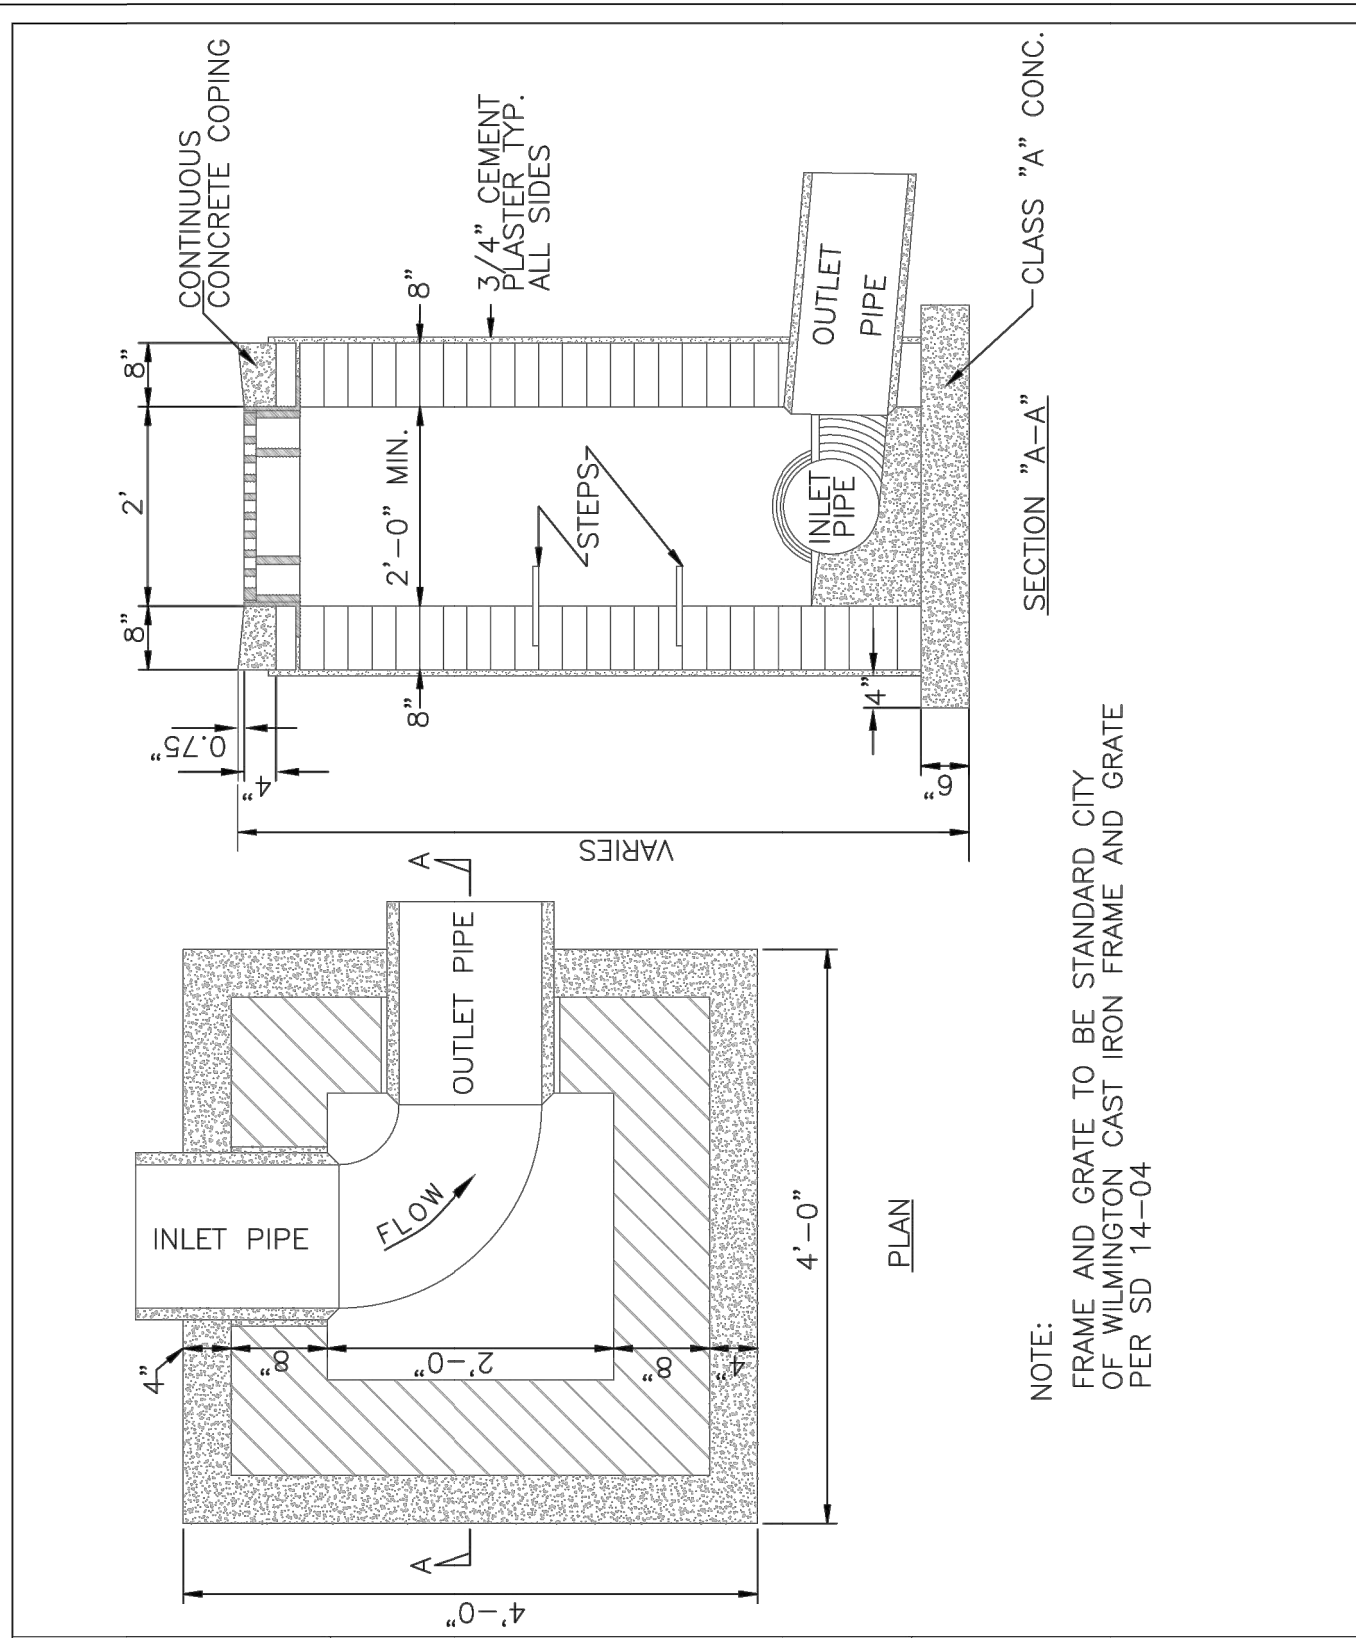 CONTINUOUS
CONCRETE COPING
3/4" CEMENT
PLASTER TYP.
ALL SIDES
8"
2'
8"
8"
2'-0" MIN.
8"
0.75"
4"
VARIES
STEPS
INLET
PIPE
OUTLET
PIPE
4"
6"
CLASS "A" CONC.
SECTION "A-A"
A
A
INLET PIPE
OUTLET PIPE
FLOW
4"
8"
2'-0"
8"
4"
4'-0"
4'-0"
PLAN
NOTE:
FRAME AND GRATE TO BE STANDARD CITY
OF WILMINGTON CAST IRON FRAME AND GRATE
PER SD 14-04